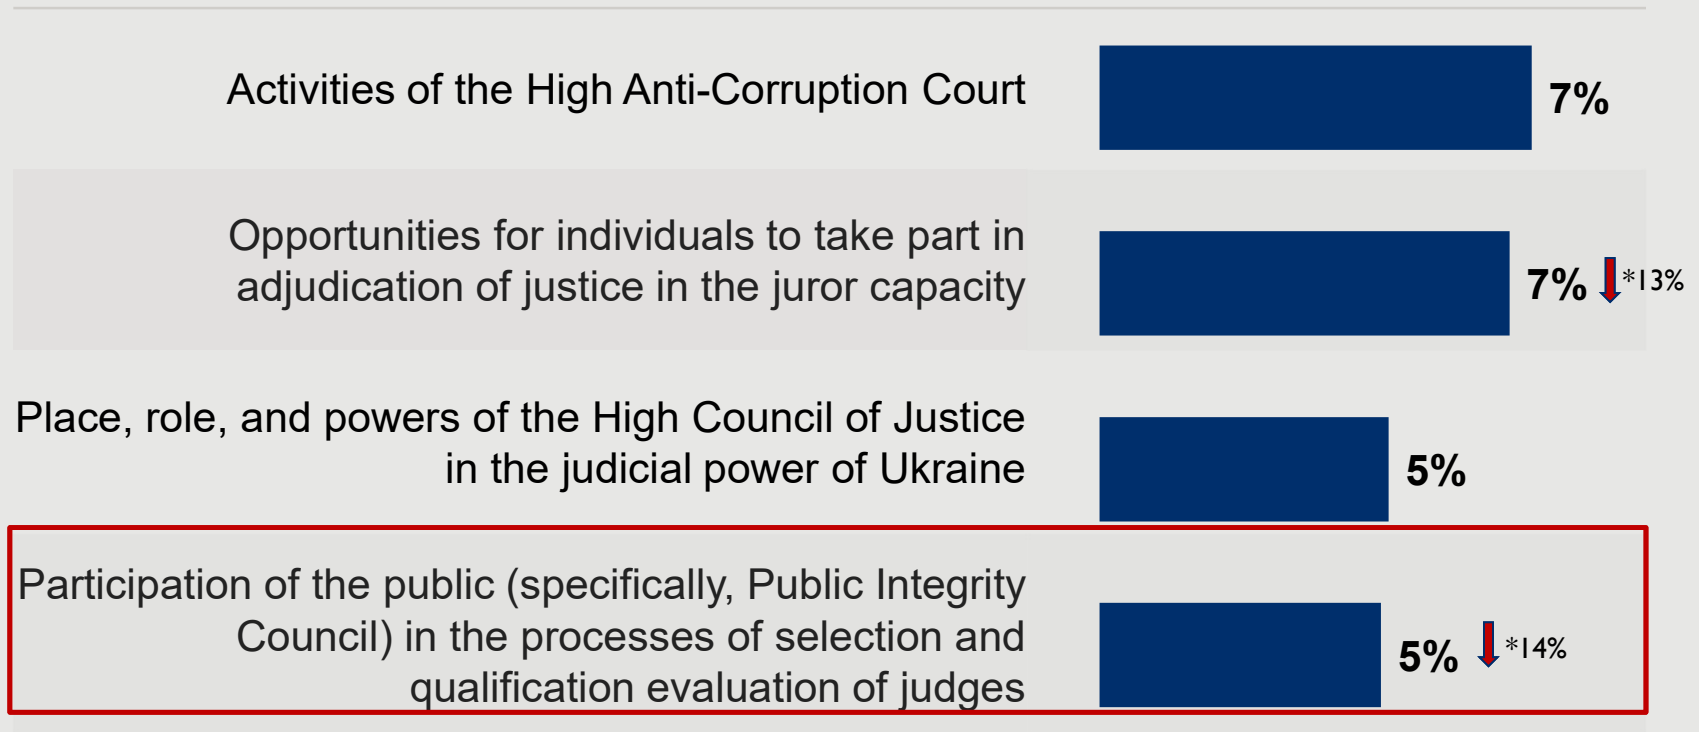 Activities of the High Anti-Corruption Court
7%
Opportunities for individuals to take part in
adjudication of justice in the juror capacity
7% *13%
Place, role, and powers of the High Council of Justice
in the judicial power of Ukraine
5%
Participation of the public (specifically, Public Integrity
Council) in the processes of selection and
qualification evaluation of judges
5% *14%